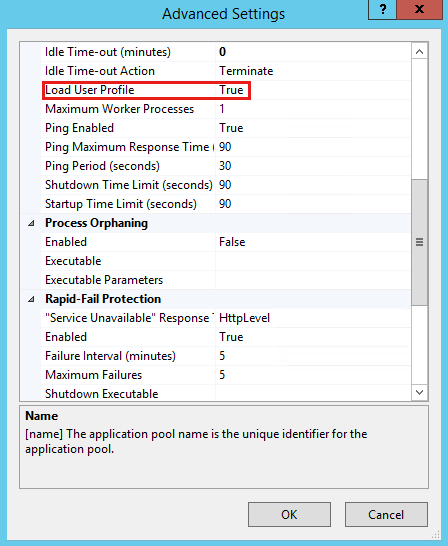 Advanced Settings
? x
Idle Time-out (minutes) 0
Idle Time-out Action Terminate
Load User Profile True
Maximum Worker Processes 1
Ping Enabled True
Ping Maximum Response Time ( 90
Ping Period (seconds) 30
Shutdown Time Limit (seconds) 90
Startup Time Limit (seconds) 90
Process Orphaning
Enabled False
Executable
Executable Parameters
Rapid-Fail Protection
"Service Unavailable" Response T HttpLevel
Enabled True
Failure Interval (minutes) 5
Maximum Failures 5
Shutdown Executable
Name
[name] The application pool name is the unique identifier for the
application pool.
OK Cancel